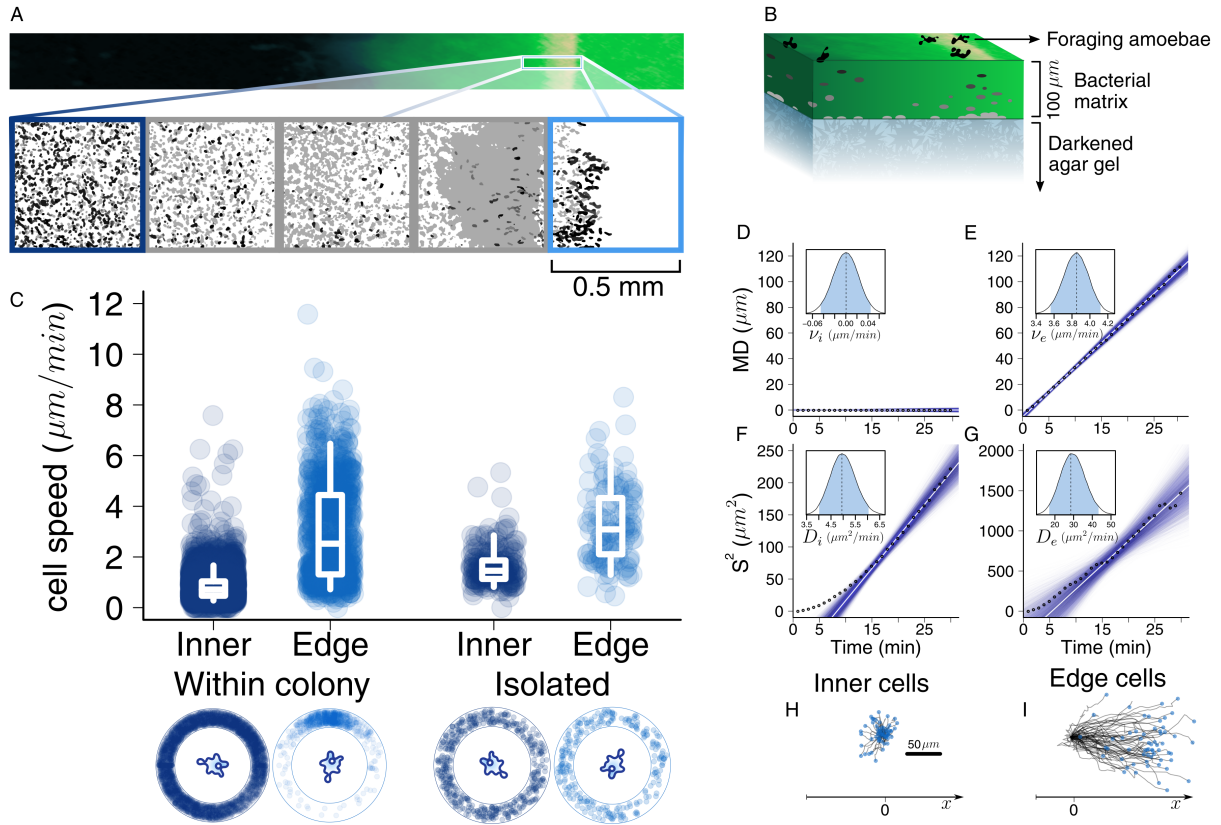 A
0.5 mm
B
Foraging amoebae
100 μm
Bacterial
matrix
Darkened
agar gel
C
cell speed (μm/min)
12
10
8
6
4
2
0
Inner
Edge
Inner
Edge
Within colony
Isolated
D
MD (μm)
120
100
80
60
40
20
0
0 5 15 25
−0.06 0.00 0.04
ν_i (μm/min)
E
120
100
80
60
40
20
0
0 5 15 25
3.4 3.6 3.8 4.0 4.2
ν_e (μm/min)
F
S² (μm²)
250
200
150
100
50
0
0 5 15 25
Time (min)
3.5 4.5 5.5 6.5
D_i (μm²/min)
Inner cells
G
2000
1500
1000
500
0
0 5 15 25
Time (min)
20 30 40 50
D_e (μm²/min)
Edge cells
H
50 μm
0
x
I
0
x